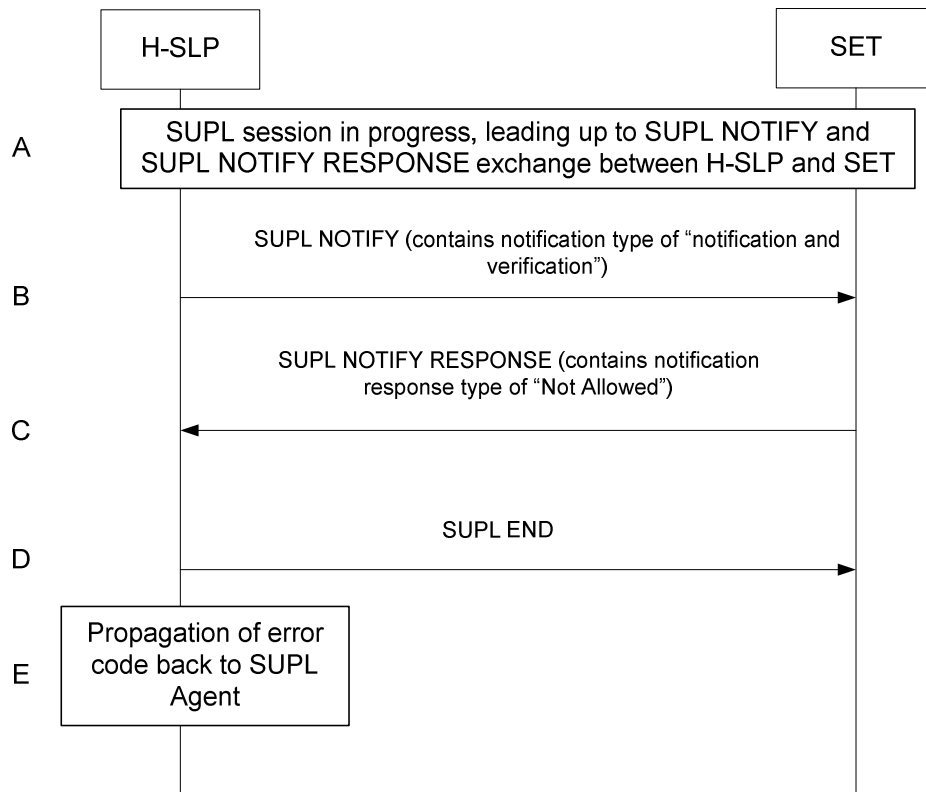 H-SLP
SET
A
SUPL session in progress, leading up to SUPL NOTIFY and
SUPL NOTIFY RESPONSE exchange between H-SLP and SET
SUPL NOTIFY (contains notification type of “notification and
verification”)
B
SUPL NOTIFY RESPONSE (contains notification
response type of “Not Allowed”)
C
SUPL END
D
Propagation of error
code back to SUPL
Agent
E